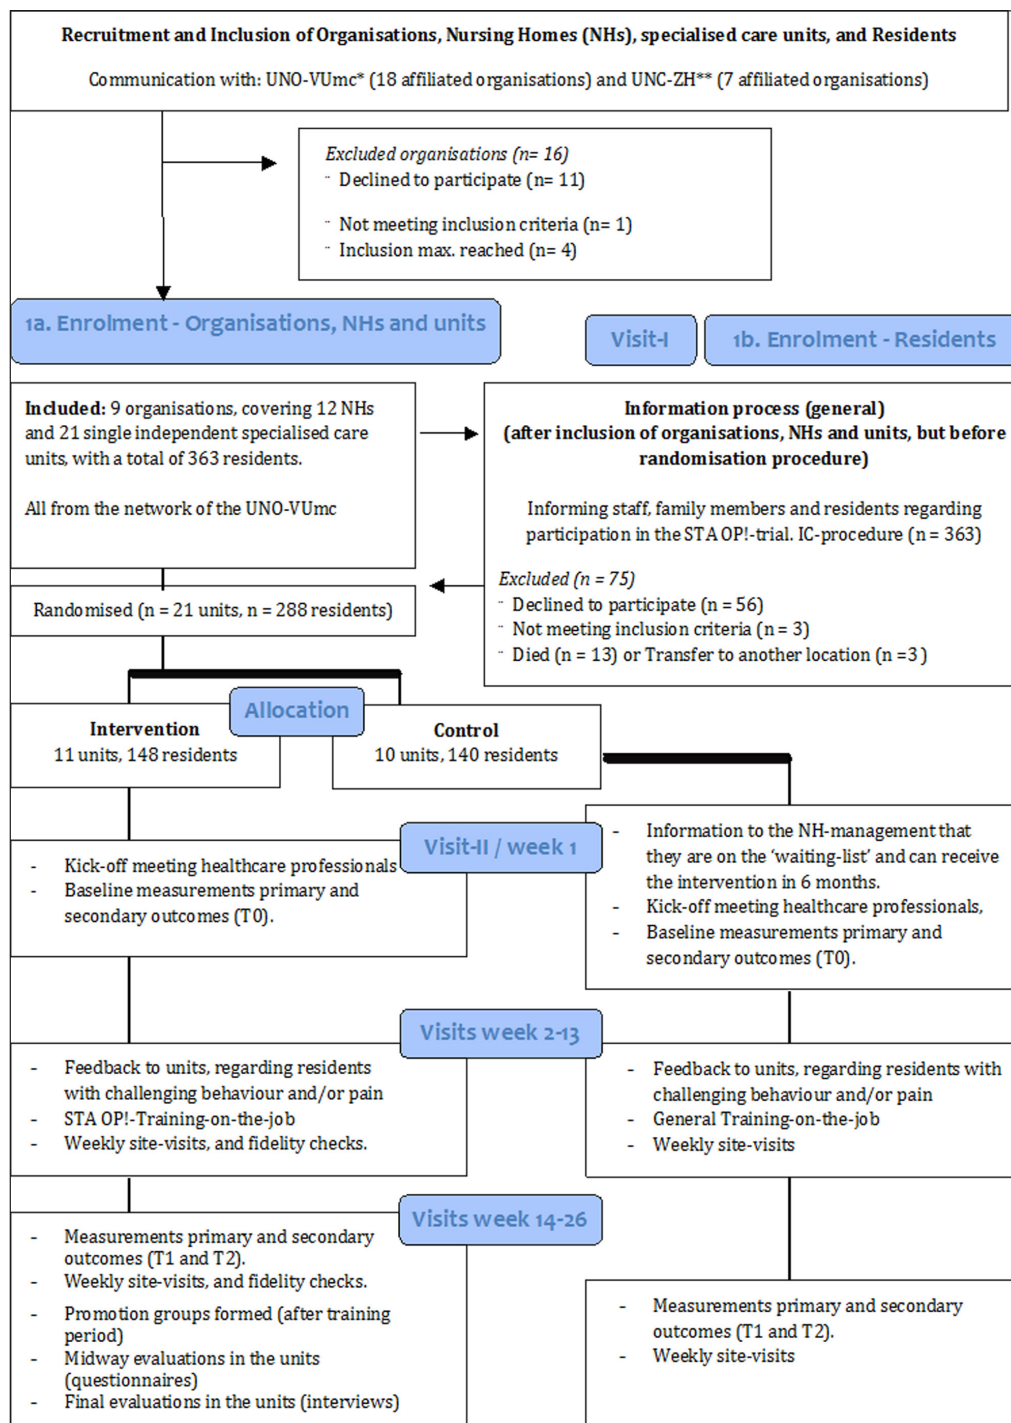 Recruitment and Inclusion of Organisations, Nursing Homes (NHs), specialised care units, and Residents
Communication with: UNO-VUmc* (18 affiliated organisations) and UNC-ZH** (7 affiliated organisations)
Excluded organisations (n= 16)
¨ Declined to participate (n= 11)
¨ Not meeting inclusion criteria (n= 1)
¨ Inclusion max. reached (n= 4)
1a. Enrolment - Organisations, NHs and units
Visit-I
1b. Enrolment - Residents
Included: 9 organisations, covering 12 NHs
and 21 single independent specialised care
units, with a total of 363 residents.
All from the network of the UNO-VUmc
Information process (general)
(after inclusion of organisations, NHs and units, but before
randomisation procedure)
Informing staff, family members and residents regarding
participation in the STA OP!-trial. IC-procedure (n = 363)
Excluded (n = 75)
¨ Declined to participate (n = 56)
¨ Not meeting inclusion criteria (n = 3)
¨ Died (n = 13) or Transfer to another location (n =3 )
Randomised (n = 21 units, n = 288 residents)
Allocation
Intervention
11 units, 148 residents
Control
10 units, 140 residents
Visit-II / week 1
- Kick-off meeting healthcare professionals
- Baseline measurements primary and
secondary outcomes (T0).
- Information to the NH-management that
they are on the ‘waiting-list’ and can receive
the intervention in 6 months.
- Kick-off meeting healthcare professionals,
- Baseline measurements primary and
secondary outcomes (T0).
Visits week 2-13
- Feedback to units, regarding residents
with challenging behaviour and/or pain
- STA OP!-Training-on-the-job
- Weekly site-visits, and fidelity checks.
- Feedback to units, regarding residents with
challenging behaviour and/or pain
- General Training-on-the-job
- Weekly site-visits
Visits week 14-26
- Measurements primary and secondary
outcomes (T1 and T2).
- Weekly site-visits, and fidelity checks.
- Promotion groups formed (after training
period)
- Midway evaluations in the units
(questionnaires)
- Final evaluations in the units (interviews)
- Measurements primary and secondary
outcomes (T1 and T2).
- Weekly site-visits